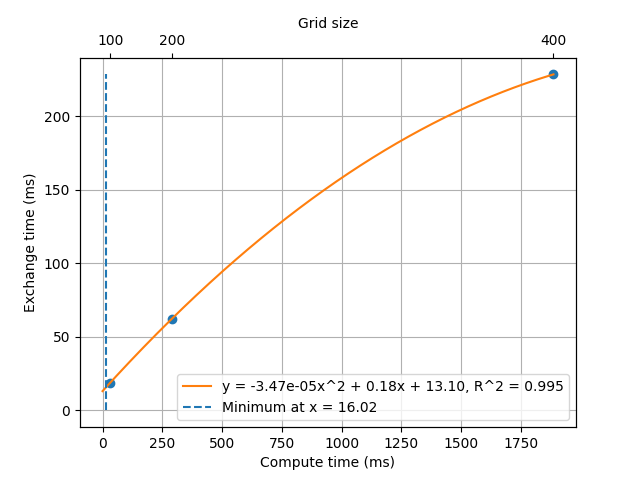 Grid size
100 200 400
Exchange time (ms)
200
150
100
50
0
y = -3.47e-05x^2 + 0.18x + 13.10, R^2 = 0.995
Minimum at x = 16.02
0 250 500 750 1000 1250 1500 1750
Compute time (ms)